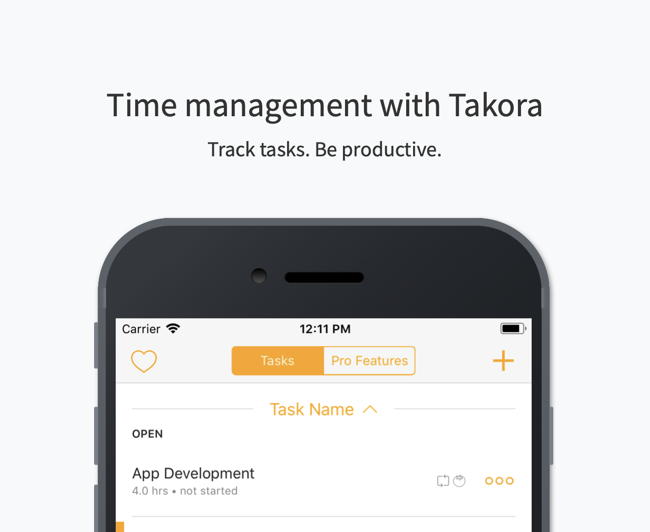 Time management with Takora
Track tasks. Be productive.
Carrier 12:11 PM
Tasks Pro Features
Task Name
OPEN
App Development
4.0 hrs • not started